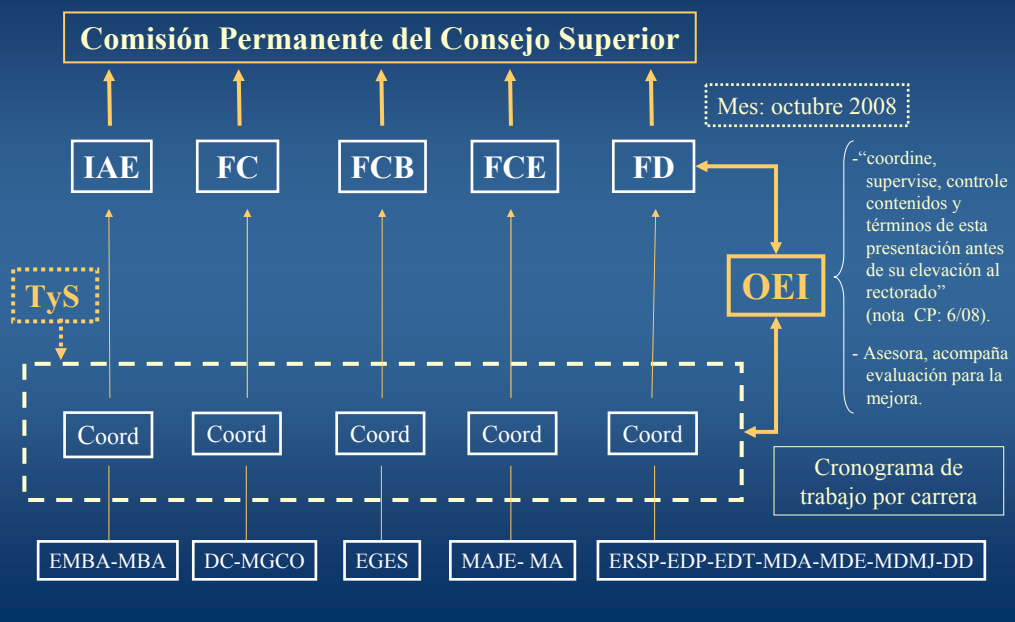 Comisión Permanente del Consejo Superior
Mes: octubre 2008
IAE
FC
FCB
FCE
FD
-“coordine,
supervise, controle
contenidos y
términos de esta
presentación antes
de su elevación al
rectorado”
(nota CP: 6/08).
- Asesora, acompaña
evaluación para la
mejora.
OEI
TyS
Coord
Coord
Coord
Coord
Coord
Cronograma de
trabajo por carrera
EMBA-MBA
DC-MGCO
EGES
MAJE- MA
ERSP-EDP-EDT-MDA-MDE-MDMJ-DD